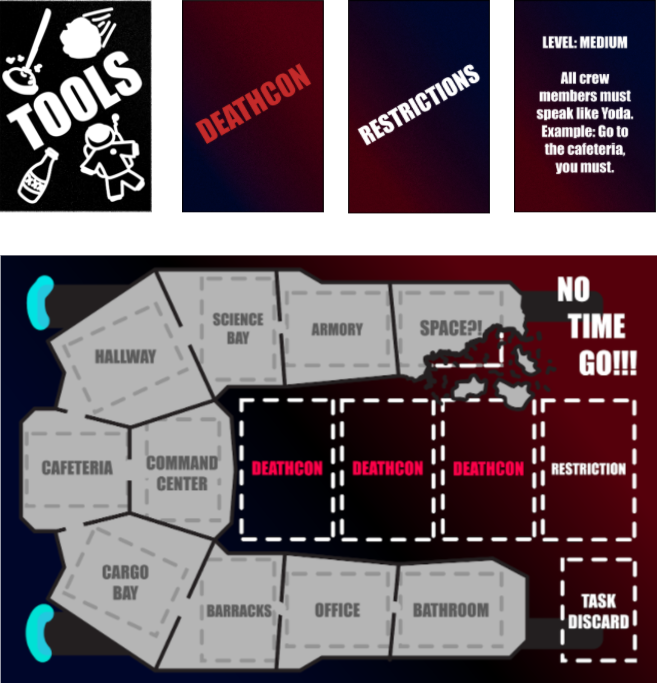 TOOLS
DEATHCON
RESTRICTIONS
LEVEL: MEDIUM
All crew
members must
speak like Yoda.
Example: Go to
the cafeteria,
you must.
NO
TIME
GO!!!
HALLWAY
SCIENCE
BAY
ARMORY
SPACE?!
CAFETERIA
COMMAND
CENTER
DEATHCON
DEATHCON
DEATHCON
RESTRICTION
CARGO
BAY
BARRACKS
OFFICE
BATHROOM
TASK
DISCARD